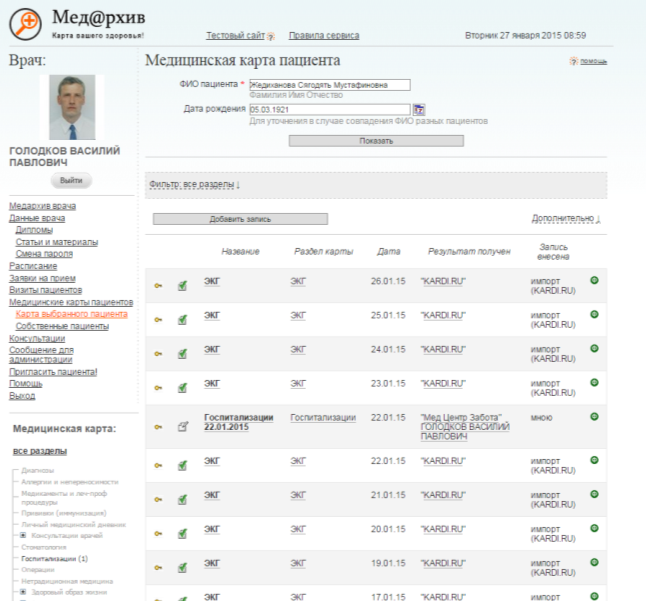 Мед@рхив
Карта вашего здоровья!
Тестовый сайт ? Правила сервиса
Вторник 27 января 2015 08:59
Врач:
ГОЛОДКОВ ВАСИЛИЙ
ПАВЛОВИЧ
Выйти
Медархив врача
Данные врача
Дипломы
Статьи и материалы
Смена пароля
Расписание
Заявки на прием
Визиты пациентов
Медицинские карты пациентов
Карта выбранного пациента
Собственные пациенты
Консультации
Сообщение для
администрации
Пригласить пациента!
Помощь
Выход
Медицинская карта:
все разделы
Диагнозы
Аллергии и непереносимости
Медикаменты и леч-проф
процедуры
Прививки (иммунизация)
Личный медицинский дневник
Консультации врачей
Стоматология
Госпитализации (1)
Операции
Нетрадиционная медицина
Здоровый образ жизни
Медицинская карта пациента
? помощь
ФИО пациента * Жедиханова Сягодять Мустафиновна
Фамилия Имя Отчество
Дата рождения 05.03.1921
Для уточнения в случае совпадения ФИО разных пациентов
Показать
Фильтр: все разделы ↓
Добавить запись
Дополнительно ↓
Название Раздел карты Дата Результат получен Запись
внесена
ЭКГ ЭКГ 26.01.15 "KARDI.RU" импорт
(KARDI.RU)
ЭКГ ЭКГ 25.01.15 "KARDI.RU" импорт
(KARDI.RU)
ЭКГ ЭКГ 24.01.15 "KARDI.RU" импорт
(KARDI.RU)
ЭКГ ЭКГ 23.01.15 "KARDI.RU" импорт
(KARDI.RU)
Госпитализации Госпитализации 22.01.15 "Мед Центр Забота" мною
22.01.2015 ГОЛОДКОВ ВАСИЛИЙ
ПАВЛОВИЧ
ЭКГ ЭКГ 22.01.15 "KARDI.RU" импорт
(KARDI.RU)
ЭКГ ЭКГ 21.01.15 "KARDI.RU" импорт
(KARDI.RU)
ЭКГ ЭКГ 20.01.15 "KARDI.RU" импорт
(KARDI.RU)
ЭКГ ЭКГ 19.01.15 "KARDI.RU" импорт
(KARDI.RU)
ЭКГ ЭКГ 17.01.15 "KARDI.RU" импорт